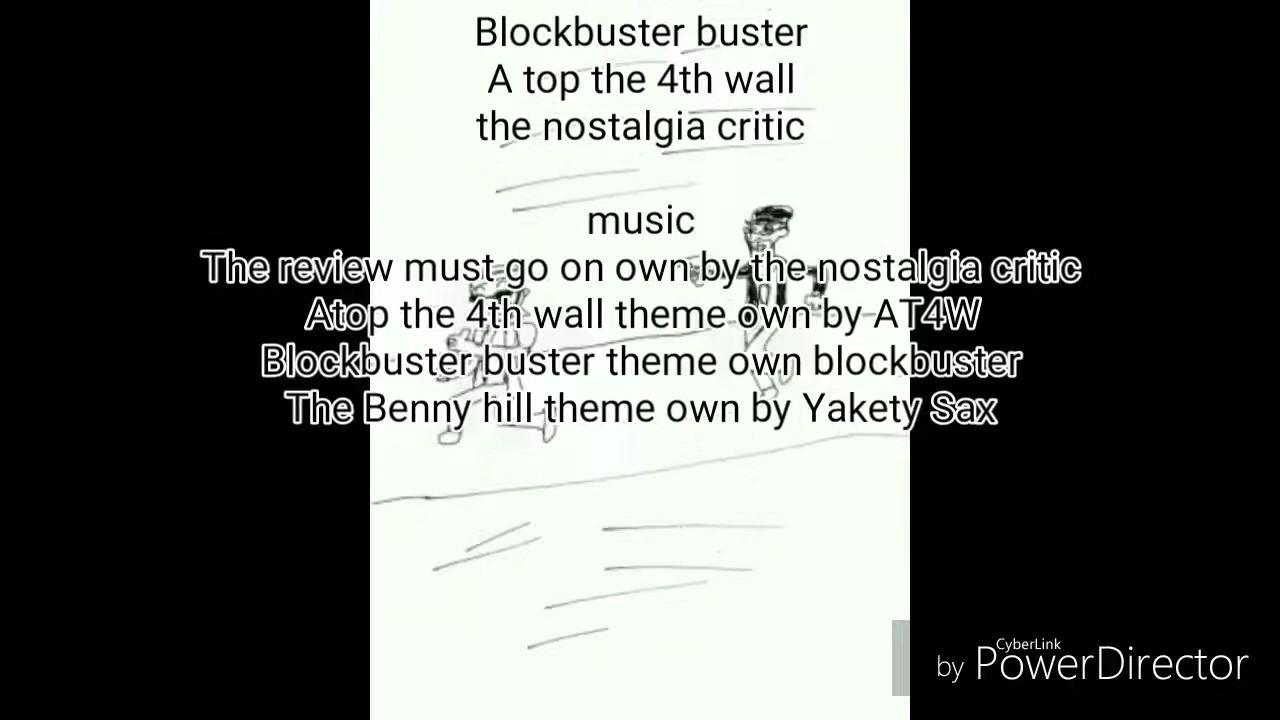 Blockbuster buster
A top the 4th wall
the nostalgia critic
music
The review must go on own by the nostalgia critic
Atop the 4th wall theme own by AT4W
Blockbuster buster theme own blockbuster
The Benny hill theme own by Yakety Sax
CyberLink
by PowerDirector